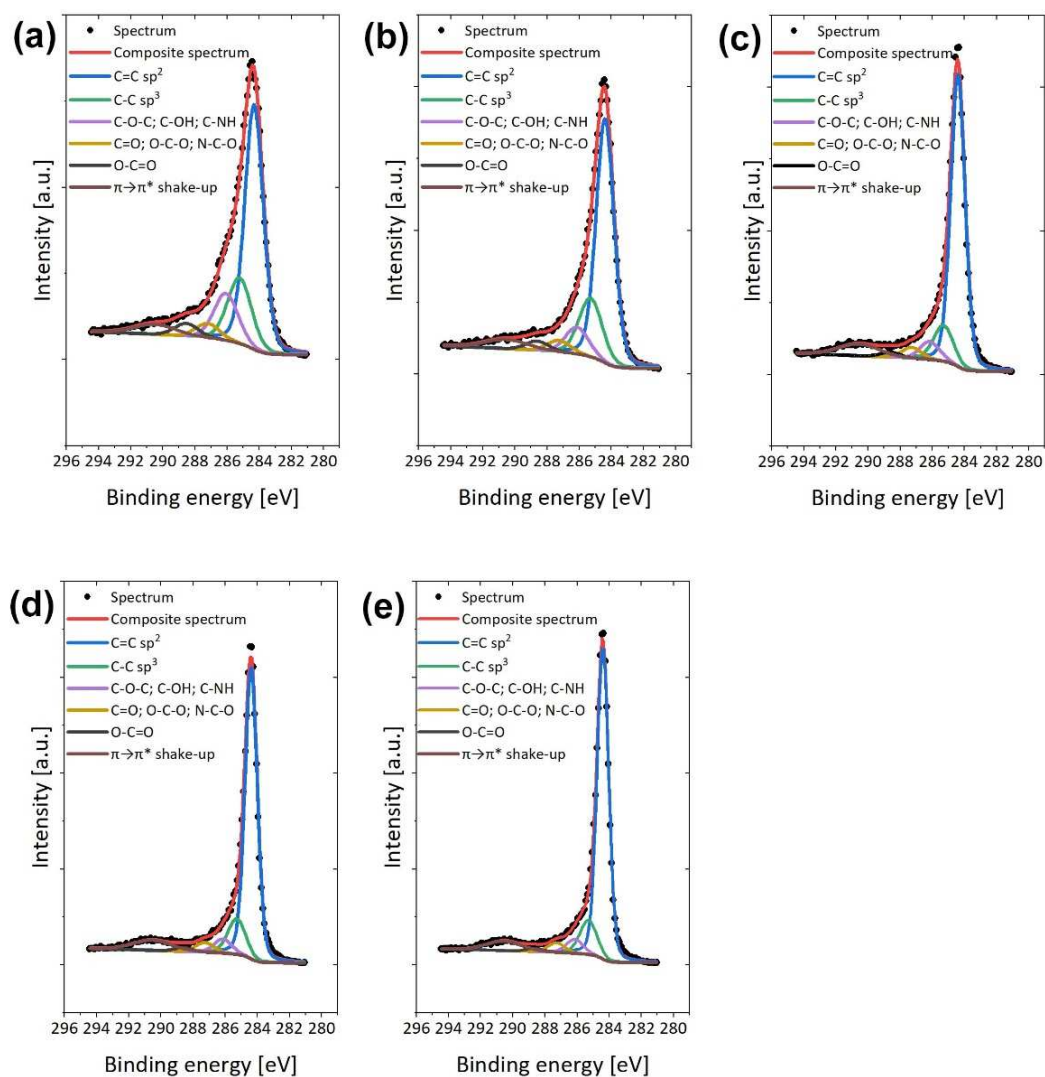 (a)
Spectrum
Composite spectrum
C=C sp²
C-C sp³
C-O-C; C-OH; C-NH
C=O; O-C-O; N-C-O
O-C=O
π→π* shake-up
Intensity [a.u.]
296 294 292 290 288 286 284 282 280
Binding energy [eV]
(b)
Spectrum
Composite spectrum
C=C sp²
C-C sp³
C-O-C; C-OH; C-NH
C=O; O-C-O; N-C-O
O-C=O
π→π* shake-up
Intensity [a.u.]
296 294 292 290 288 286 284 282 280
Binding energy [eV]
(c)
Spectrum
Composite spectrum
C=C sp²
C-C sp³
C-O-C; C-OH; C-NH
C=O; O-C-O; N-C-O
O-C=O
π→π* shake-up
Intensity [a.u.]
296 294 292 290 288 286 284 282 280
Binding energy [eV]
(d)
Spectrum
Composite spectrum
C=C sp²
C-C sp³
C-O-C; C-OH; C-NH
C=O; O-C-O; N-C-O
O-C=O
π→π* shake-up
Intensity [a.u.]
296 294 292 290 288 286 284 282 280
Binding energy [eV]
(e)
Spectrum
Composite spectrum
C=C sp²
C-C sp³
C-O-C; C-OH; C-NH
C=O; O-C-O; N-C-O
O-C=O
π→π* shake-up
Intensity [a.u.]
296 294 292 290 288 286 284 282 280
Binding energy [eV]